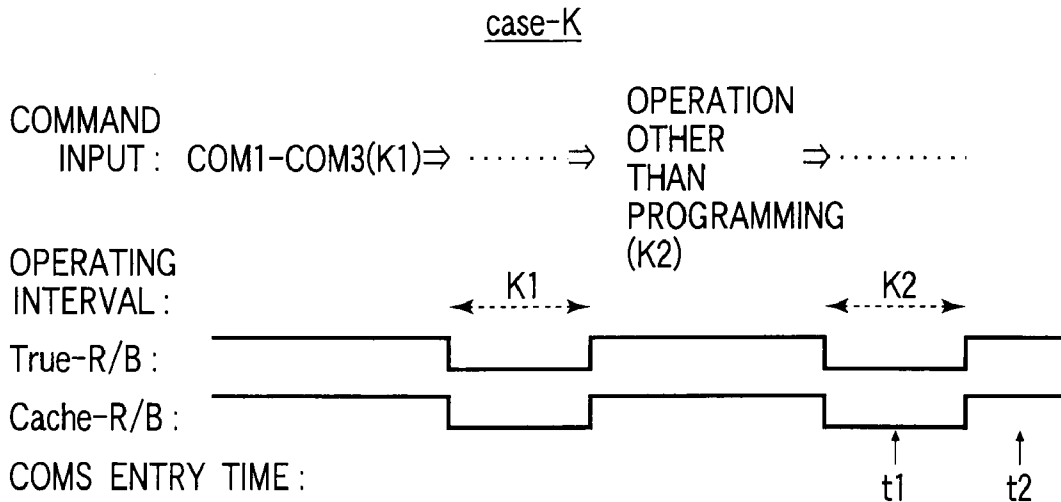 case-K
COMMAND
INPUT : COM1-COM3(K1)⇒ ······⇒
OPERATION
OTHER
THAN
PROGRAMMING
(K2)
⇒·······
OPERATING
INTERVAL :
K1
K2
True-R/B :
Cache-R/B :
COMS ENTRY TIME :
t1
t2